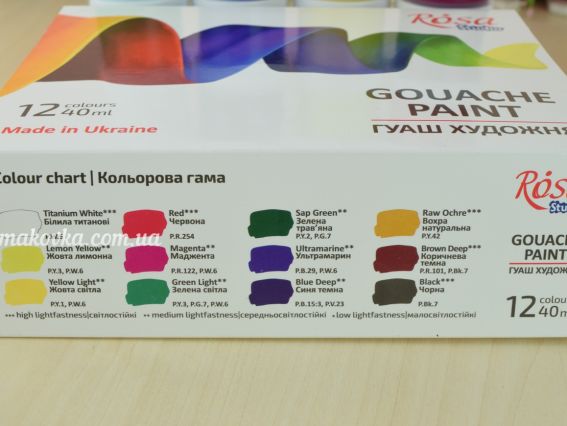 Rosa
Studio
12 colours
40ml
Made in Ukraine
GOUACHE
PAINT
ГУАШ ХУДОЖНЯ
Colour chart | Кольорова гама
Titanium White***
Білила титанові
Lemon Yellow**
Жовта лимонна
P.Y.3, P.W.6
Yellow Light**
Жовта світла
P.Y.1, P.W.6
Red***
Червона
P.R.254
Magenta**
Маджента
P.R.122, P.W.6
Green Light**
Зелена світла
P.Y.3, P.G.7, P.W.6
Sap Green**
Зелена
трав'яна
P.Y.2, P.G.7
Ultramarine**
Ультрамарин
P.B.29, P.W.6
Blue Deep**
Синя темна
P.B.15:3, P.V.23
Raw Ochre***
Вохра
натуральна
P.Y.42
Brown Deep***
Коричнева
темна
P.R.101, P.Bk.7
Black***
Чорна
P.Bk.7
*** high lightfastness|світлостійкі ** medium lightfastness|середньосвітлостійкі * low lightfastness|малосвітлостійкі
Rosa
Studio
GOUACHE
PAINT
ГУАШ ХУДОЖ
12 colou
40m
makovka.com.ua